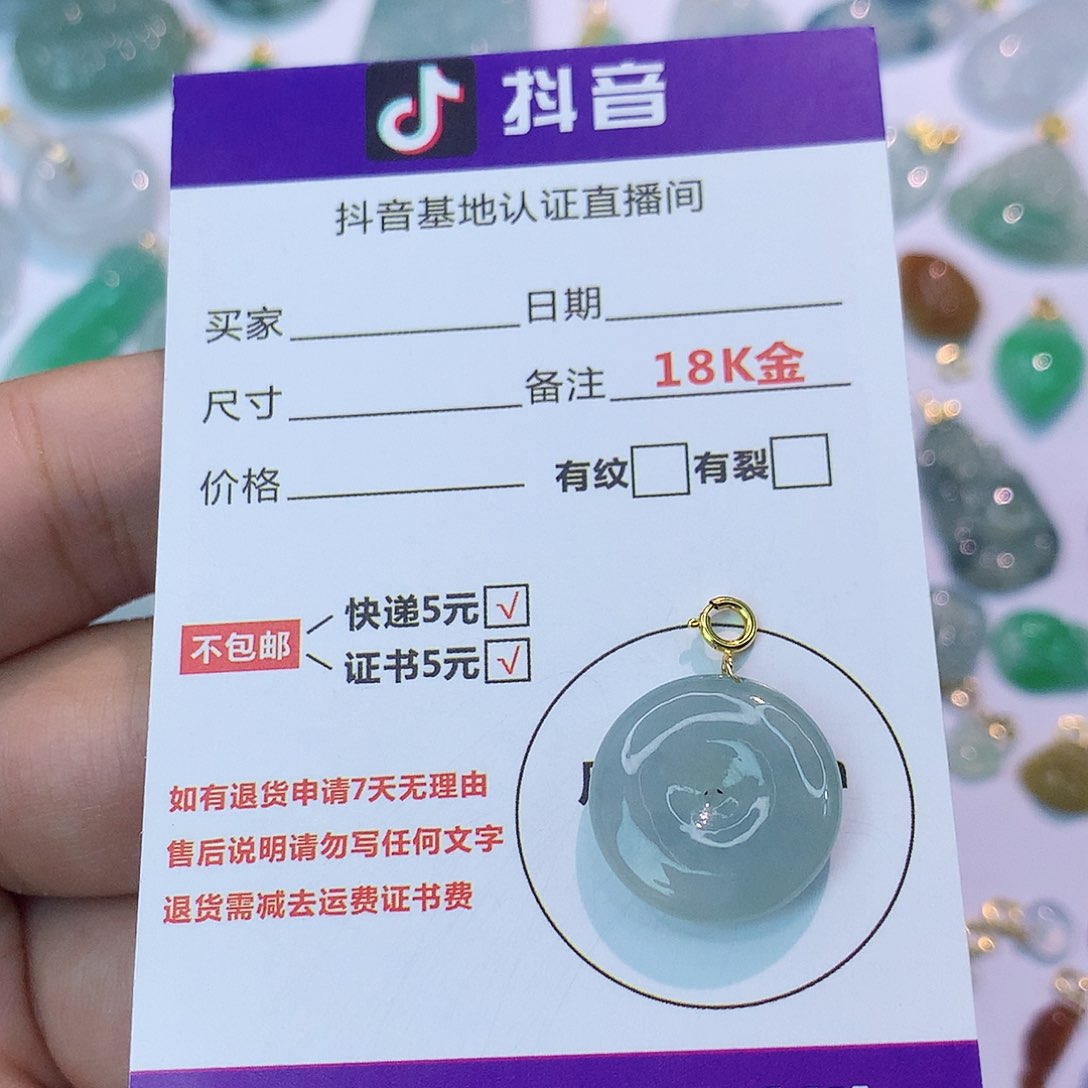 抖音
抖音基地认证直播间
买家 日期
尺寸 备注 18K金
价格 有纹 有裂
不包邮
快递5元 √
证书5元 √
如有退货申请7天无理由
售后说明请勿写任何文字
退货需减去运费证书费